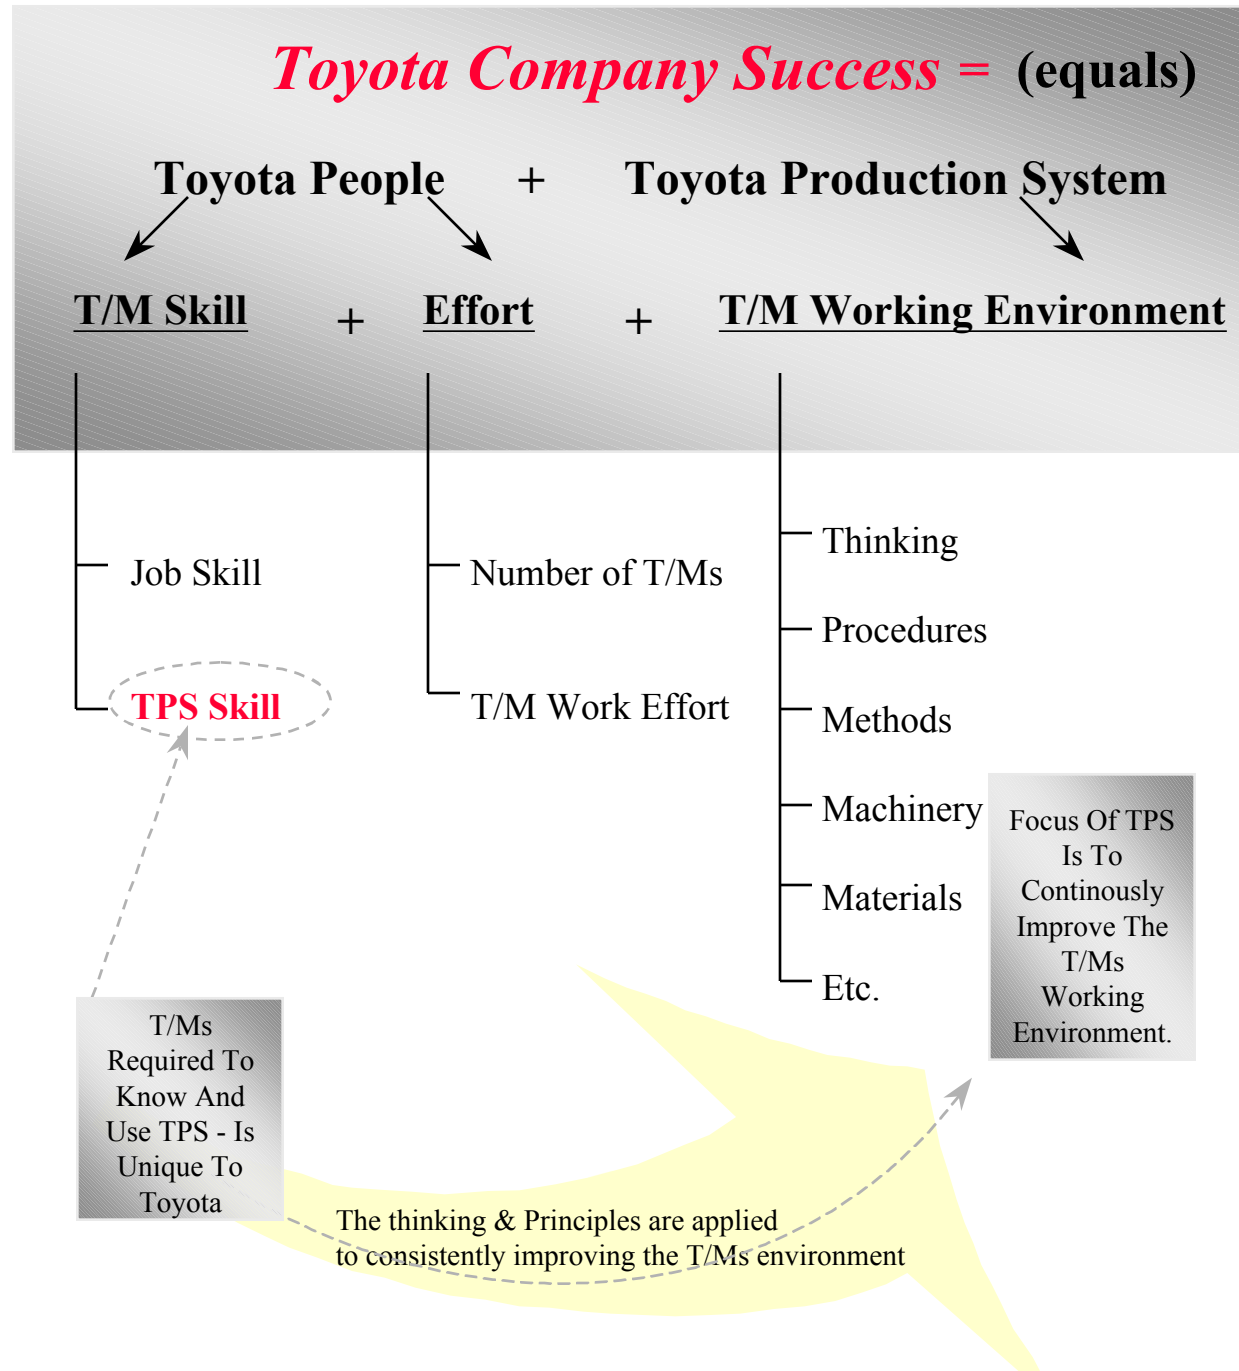 Toyota Company Success = (equals)
Toyota People + Toyota Production System
T/M Skill + Effort + T/M Working Environment
Job Skill
TPS Skill
Number of T/Ms
T/M Work Effort
Thinking
Procedures
Methods
Machinery
Materials
Etc.
Focus Of TPS
Is To
Continously
Improve The
T/Ms
Working
Environment.
T/Ms
Required To
Know And
Use TPS - Is
Unique To
Toyota
The thinking & Principles are applied
to consistently improving the T/Ms environment